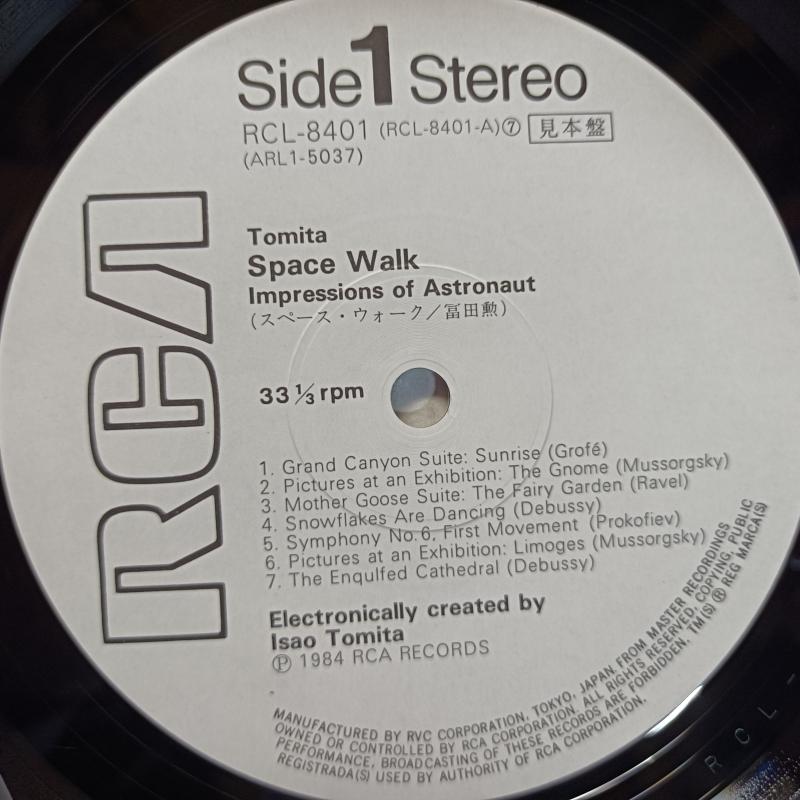 Side 1 Stereo
RCL-8401 (RCL-8401-A)⑦ 見本盤
(ARL1-5037)
RCA
Tomita
Space Walk
Impressions of Astronaut
(スペース・ウォーク/冨田勲)
33 1/3 rpm
1. Grand Canyon Suite: Sunrise (Grofé)
2. Pictures at an Exhibition: The Gnome (Mussorgsky)
3. Mother Goose Suite: The Fairy Garden (Ravel)
4. Snowflakes Are Dancing (Debussy)
5. Symphony No.6, First Movement (Prokofiev)
6. Pictures at an Exhibition: Limoges (Mussorgsky)
7. The Enqulfed Cathedral (Debussy)
Electronically created by
Isao Tomita
Ⓟ 1984 RCA RECORDS
MANUFACTURED BY RVC CORPORATION, TOKYO, JAPAN FROM MASTER RECORDINGS
OWNED OR CONTROLLED BY RCA CORPORATION. ALL RIGHTS RESERVED, COPYING, PUBLIC
PERFORMANCE, BROADCASTING OF THESE RECORDS ARE FORBIDDEN. TM(S) ® REG MARCA(S)
REGISTRADA(S) USED BY AUTHORITY OF RCA CORPORATION.
RCL-